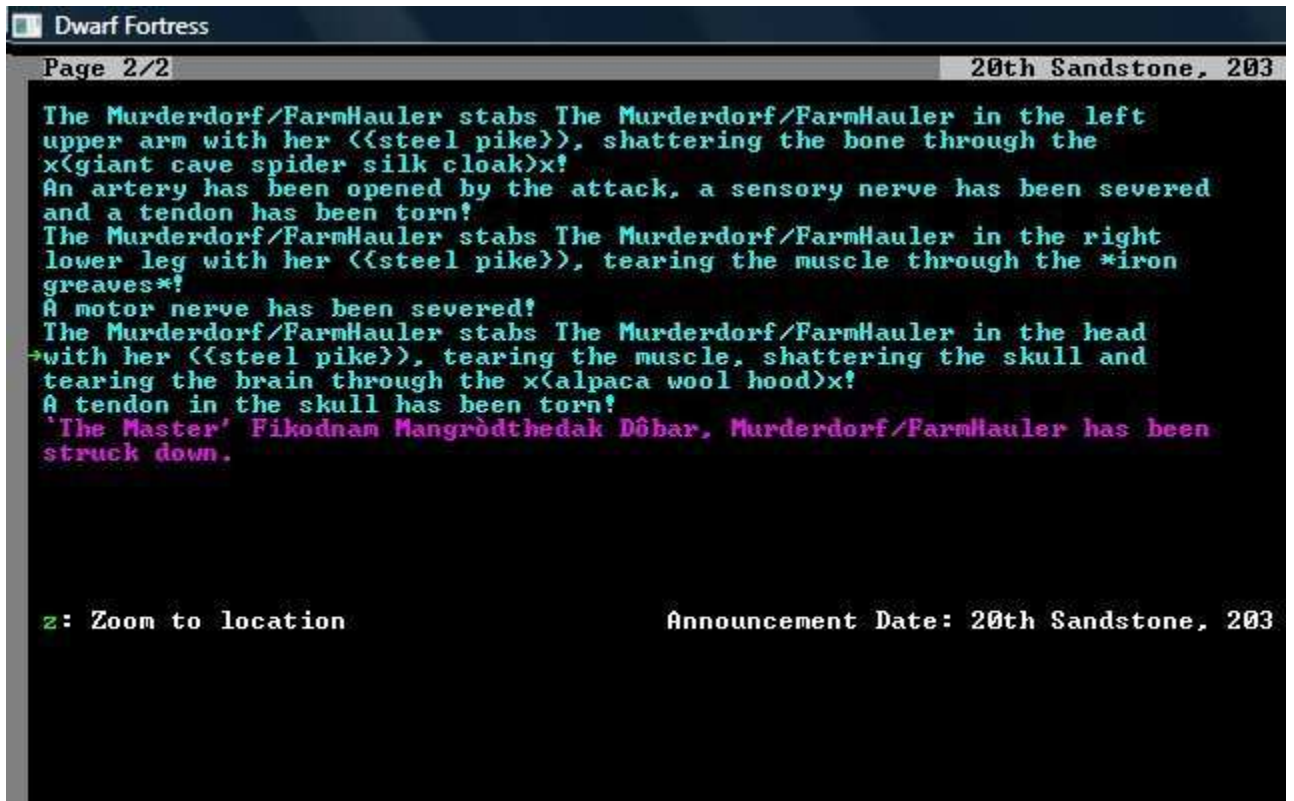 Dwarf Fortress
Page 2/2 20th Sandstone, 203
The Murderdorf/FarmHauler stabs The Murderdorf/FarmHauler in the left
upper arm with her ({steel pike}), shattering the bone through the
x(giant cave spider silk cloak)x!
An artery has been opened by the attack, a sensory nerve has been severed
and a tendon has been torn!
The Murderdorf/FarmHauler stabs The Murderdorf/FarmHauler in the right
lower leg with her ({steel pike}), tearing the muscle through the *iron
greaves*!
A motor nerve has been severed!
The Murderdorf/FarmHauler stabs The Murderdorf/FarmHauler in the head
→with her ({steel pike}), tearing the muscle, shattering the skull and
tearing the brain through the x(alpaca wool hood)x!
A tendon in the skull has been torn!
`The Master' Fikodnam Mangròdthedak Dôbar, Murderdorf/FarmHauler has been
struck down.
z: Zoom to location Announcement Date: 20th Sandstone, 203